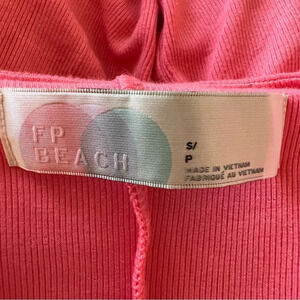 FP
BEACH
S/
P
MADE IN VIETNAM
FABRIQUÉ AU VIETNAM